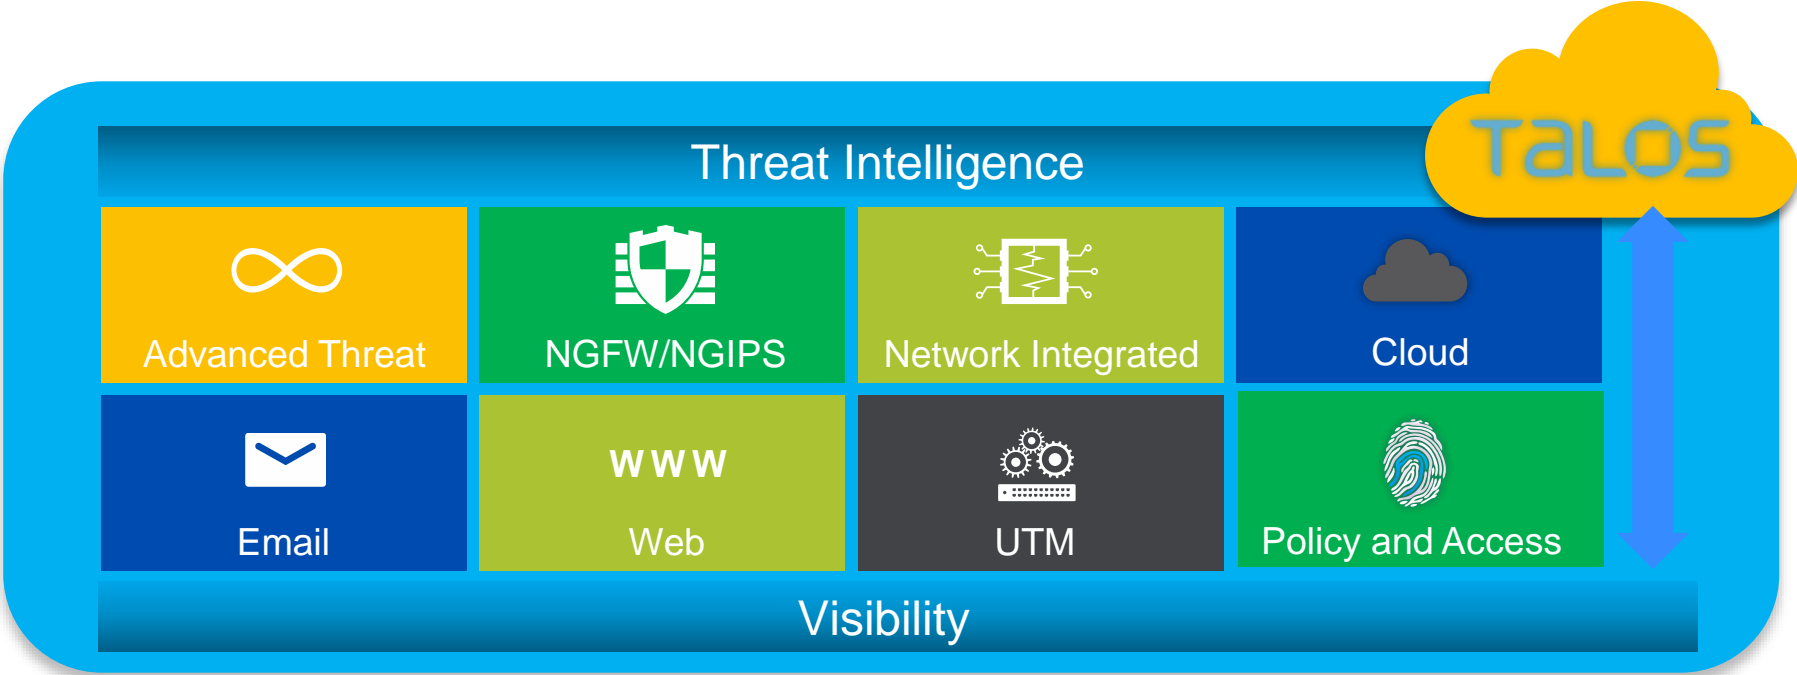 TaLOS
Threat Intelligence
Advanced Threat
NGFW/NGIPS
Network Integrated
Cloud
Email
www
Web
UTM
Policy and Access
Visibility